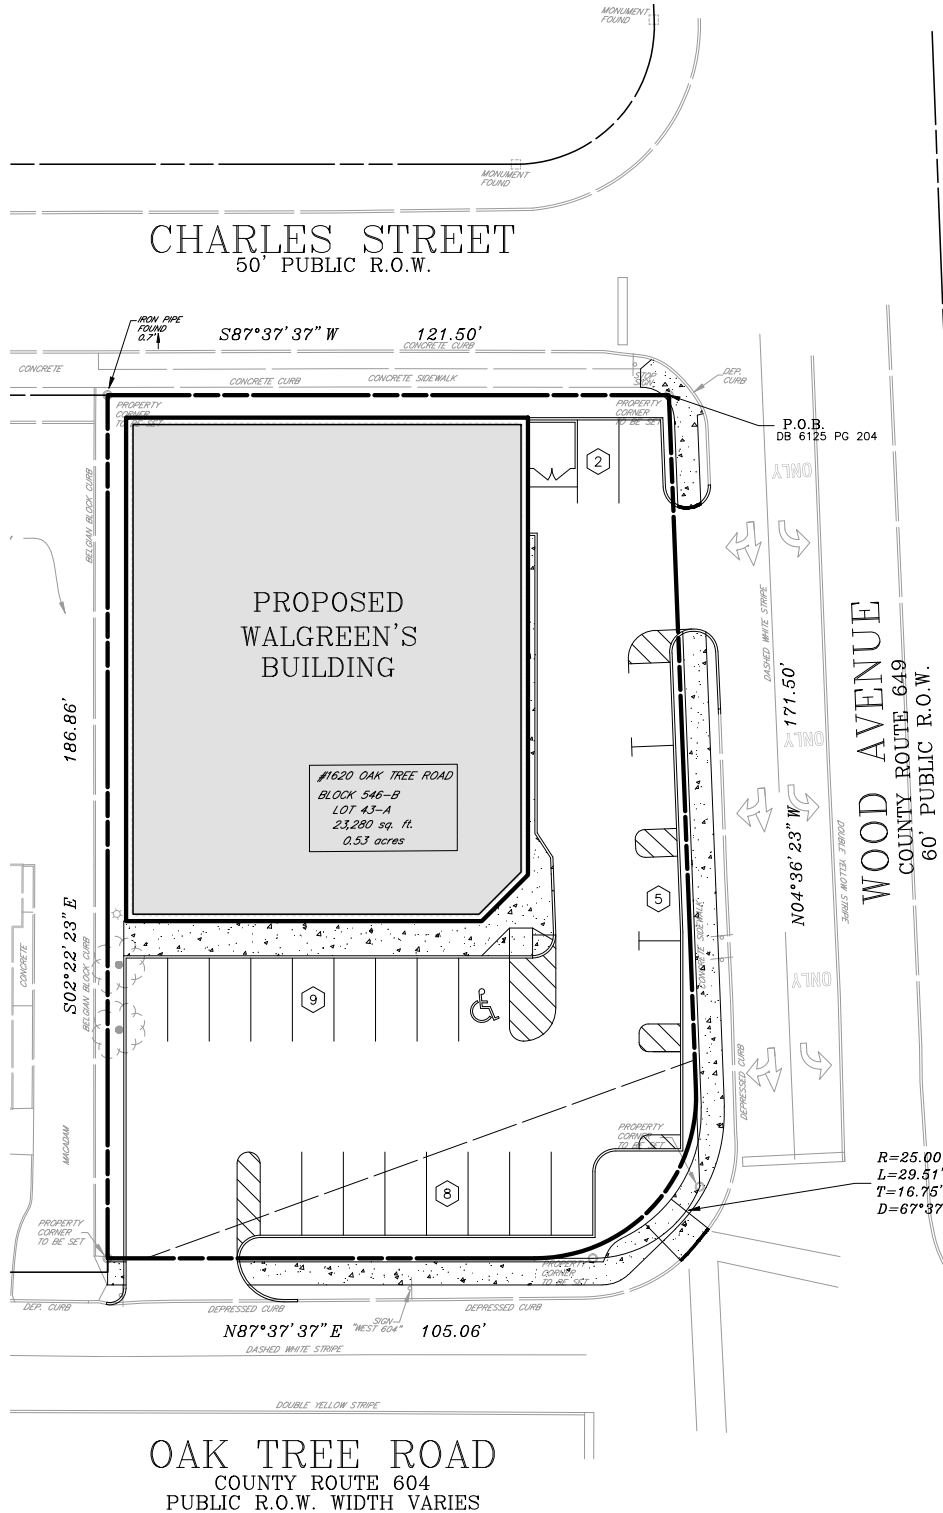 MONUMENT
FOUND
MONUMENT
FOUND
CHARLES STREET
50' PUBLIC R.O.W.
IRON PIPE
FOUND
0.7'
S87°37'37" W 121.50'
CONCRETE CURB
CONCRETE
CONCRETE CURB
CONCRETE SIDEWALK
STOP
SIGN
DEP.
CURB
PROPERTY
CORNER
TO BE SET
PROPERTY
CORNER
TO BE SET
P.O.B.
DB 6125 PG 204
2
ONLY
BELGIAN BLOCK CURB
DASHED WHITE STRIPE
PROPOSED
WALGREEN'S
BUILDING
186.86'
171.50'
ONLY
WOOD AVENUE
COUNTY ROUTE 649
60' PUBLIC R.O.W.
#1620 OAK TREE ROAD
BLOCK 546-B
LOT 43-A
23,280 sq. ft.
0.53 acres
N04°36'23" W
DOUBLE YELLOW STRIPE
5
S02°22'23" E
CONCRETE
BELGIAN BLOCK CURB
CONCRETE SIDEWALK
ONLY
9
DEPRESSED CURB
MACADAM
PROPERTY
CORNER
TO BE SET
R=25.00
L=29.51'
T=16.75'
D=67°37
8
PROPERTY
CORNER
TO BE SET
PROPERTY
CORNER
TO BE SET
DEP. CURB
DEPRESSED CURB
DEPRESSED CURB
SIGN
"WEST 604"
N87°37'37" E 105.06'
DASHED WHITE STRIPE
DOUBLE YELLOW STRIPE
OAK TREE ROAD
COUNTY ROUTE 604
PUBLIC R.O.W. WIDTH VARIES